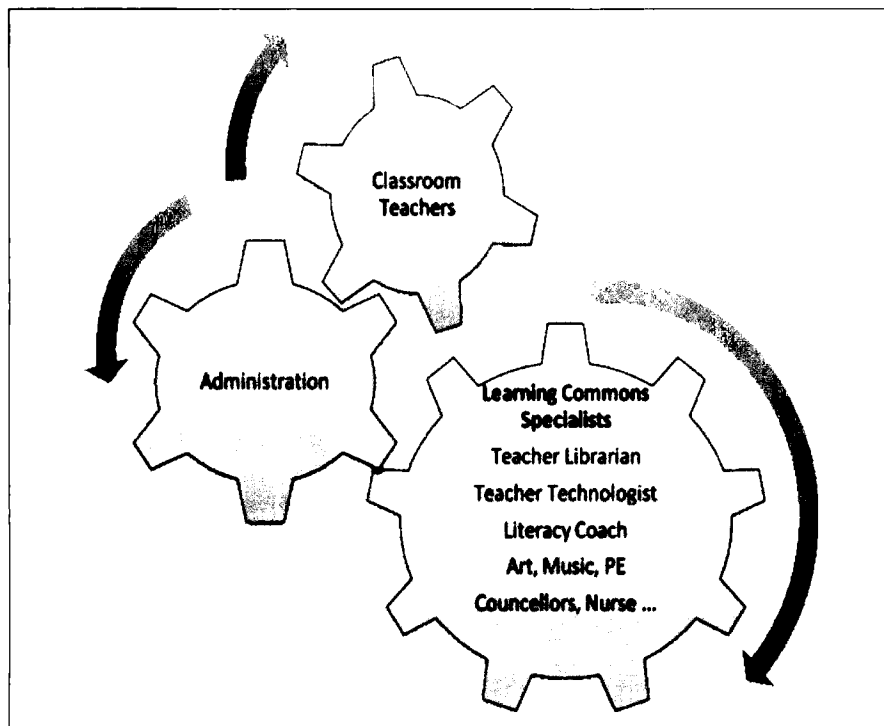 Classroom
Teachers
Administration
Learning Commons
Specialists
Teacher Librarian
Teacher Technologist
Literacy Coach
Art, Music, PE
Councellors, Nurse ...